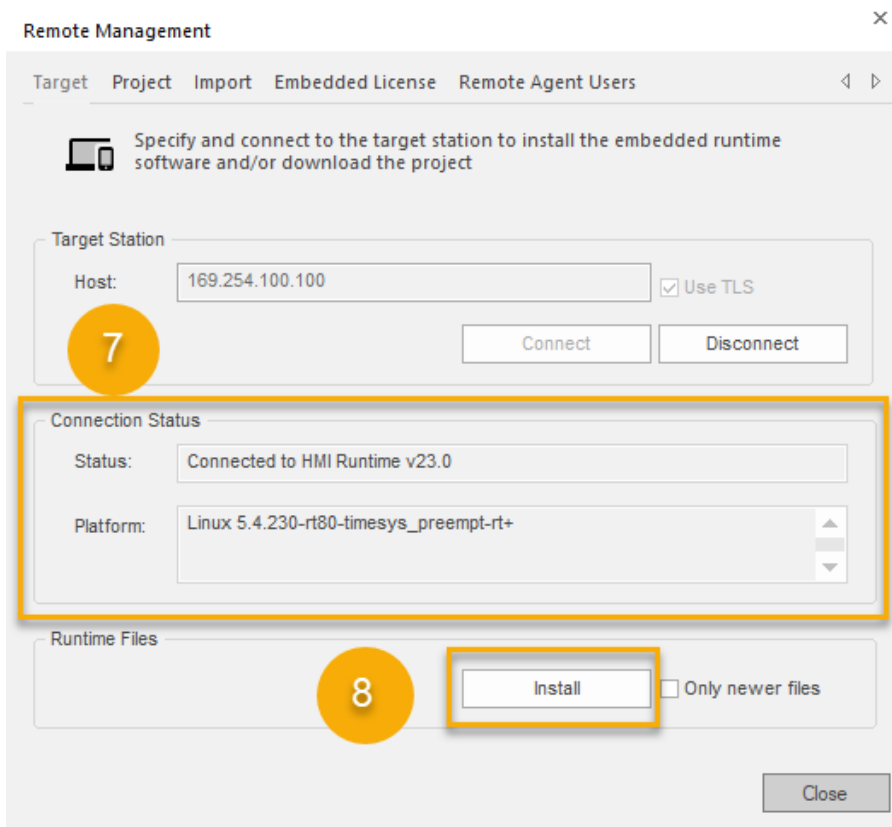 Remote Management
Target Project Import Embedded License Remote Agent Users
Specify and connect to the target station to install the embedded runtime
software and/or download the project
Target Station
Host: 169.254.100.100 Use TLS
7
Connect Disconnect
Connection Status
Status: Connected to HMI Runtime v23.0
Platform: Linux 5.4.230-rt80-timesys_preempt-rt+
Runtime Files
8 Install Only newer files
Close